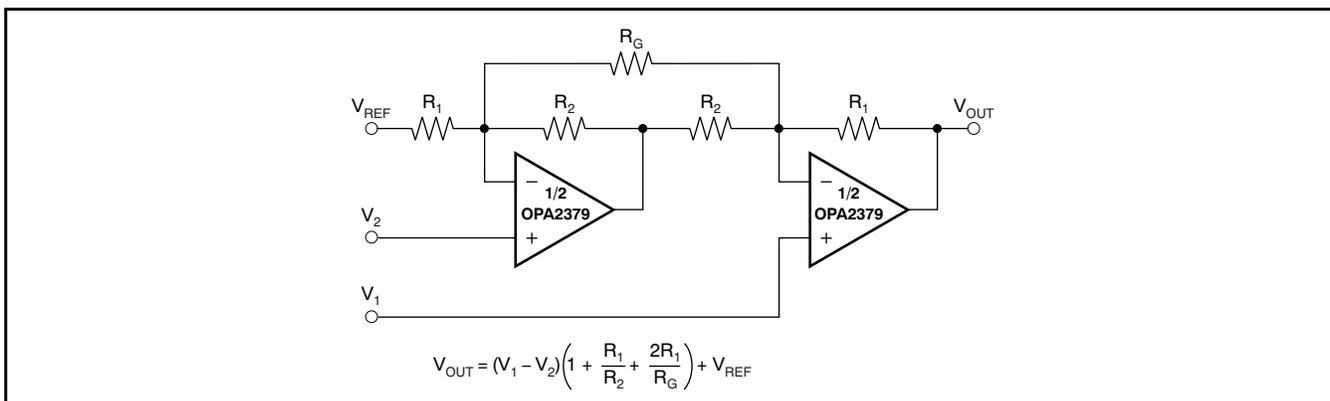 R_G
V_REF R_1 R_2 R_2 R_1 V_OUT
− 1/2 OPA2379 +
− 1/2 OPA2379 +
V_2
V_1
V_OUT = (V_1 − V_2)(1 + R_1/R_2 + 2R_1/R_G) + V_REF